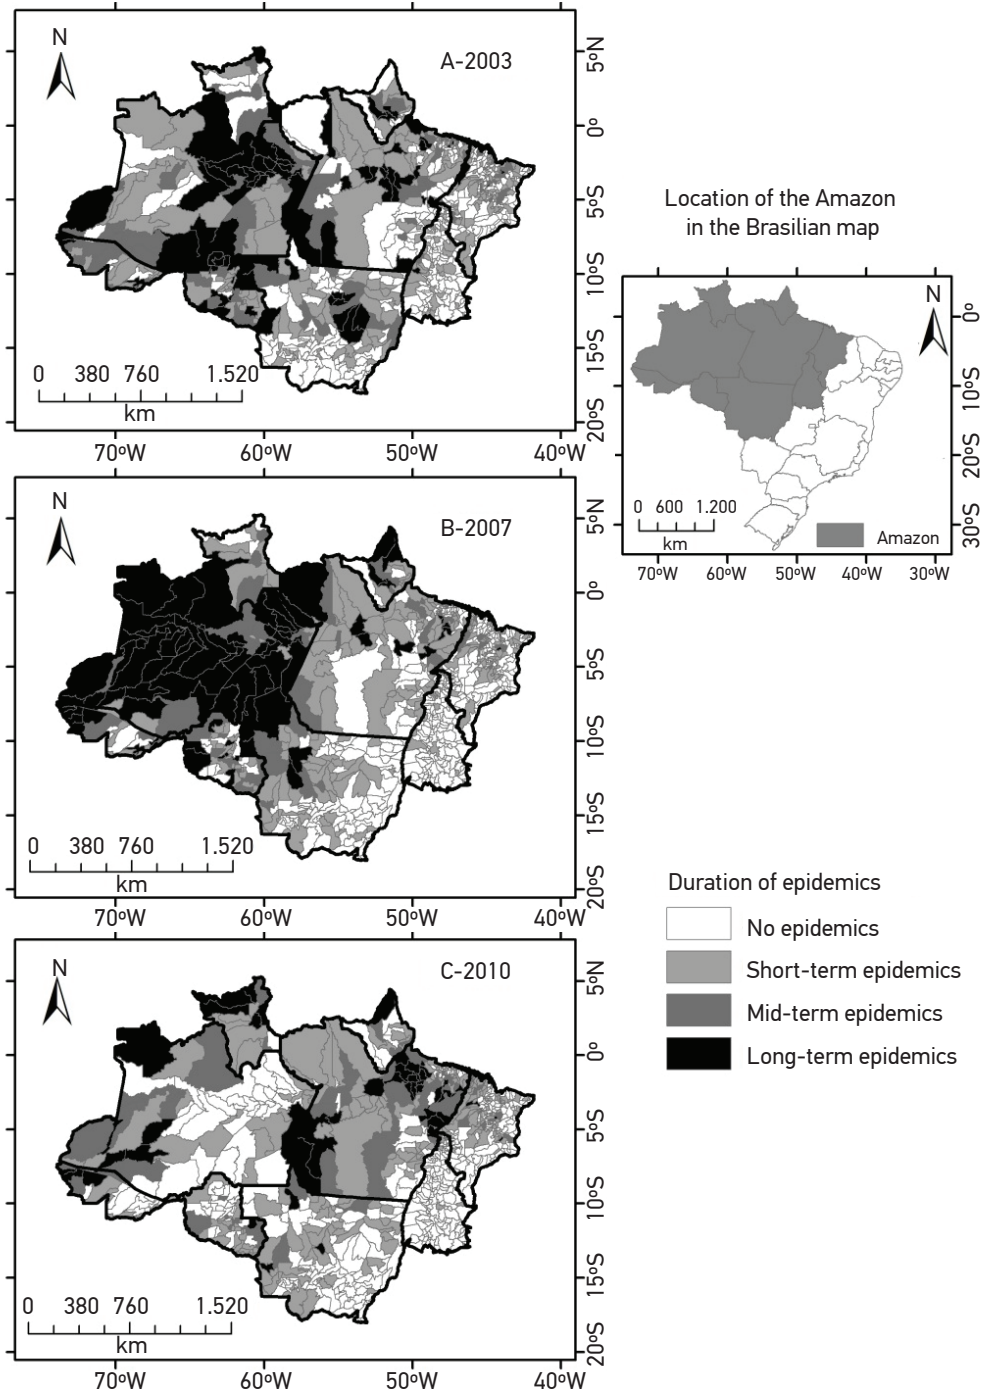 N
A-2003
5ºN
0º
5ºS
10ºS
15ºS
20ºS
0 380 760 1.520
km
70ºW 60ºW 50ºW 40ºW
N
B-2007
5ºN
0º
5ºS
10ºS
15ºS
20ºS
0 380 760 1.520
km
70ºW 60ºW 50ºW 40ºW
N
C-2010
5ºN
0º
5ºS
10ºS
15ºS
20ºS
0 380 760 1.520
km
70ºW 60ºW 50ºW 40ºW
Location of the Amazon
in the Brasilian map
N
0º
10ºS
20ºS
30ºS
0 600 1.200
km
Amazon
70ºW 60ºW 50ºW 40ºW 30ºW
Duration of epidemics
No epidemics
Short-term epidemics
Mid-term epidemics
Long-term epidemics